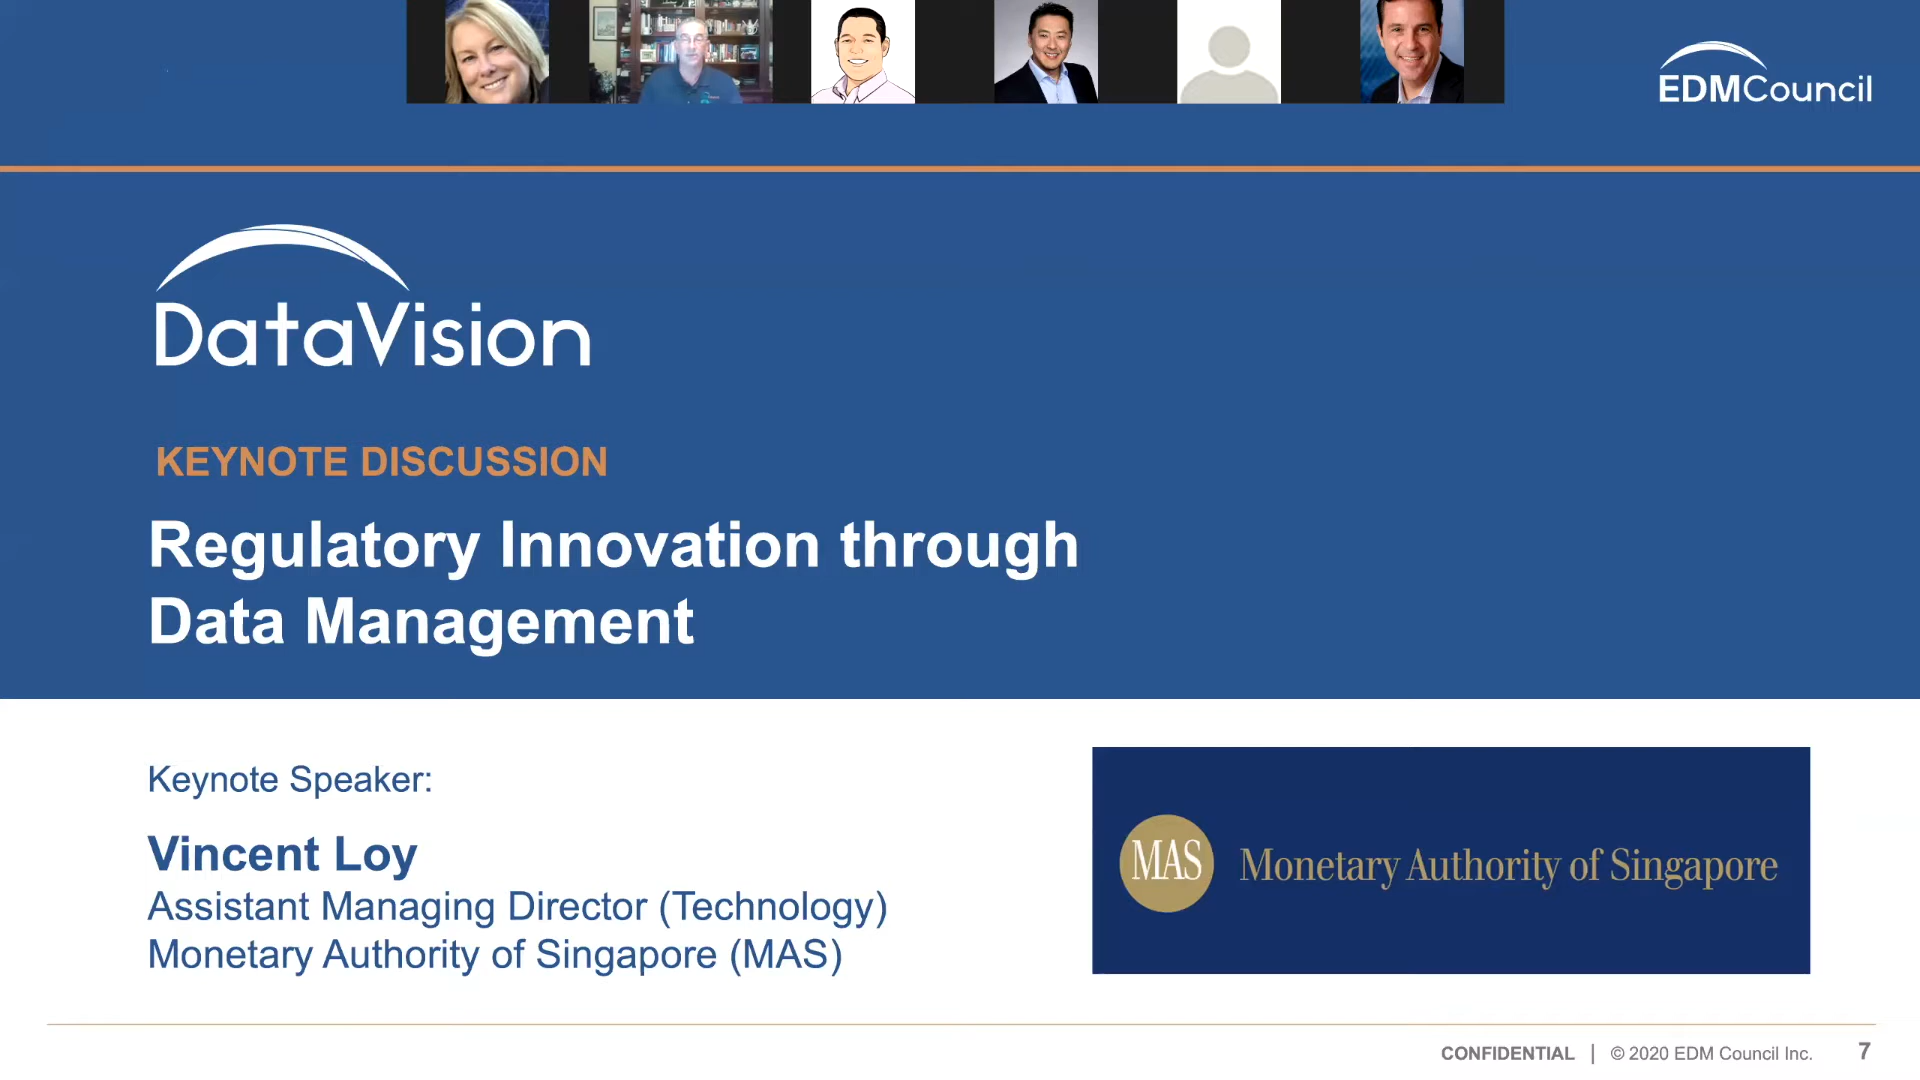 EDMCouncil
DataVision
KEYNOTE DISCUSSION
Regulatory Innovation through
Data Management
Keynote Speaker:
Vincent Loy
Assistant Managing Director (Technology)
Monetary Authority of Singapore (MAS)
MAS Monetary Authority of Singapore
CONFIDENTIAL | © 2020 EDM Council Inc. 7